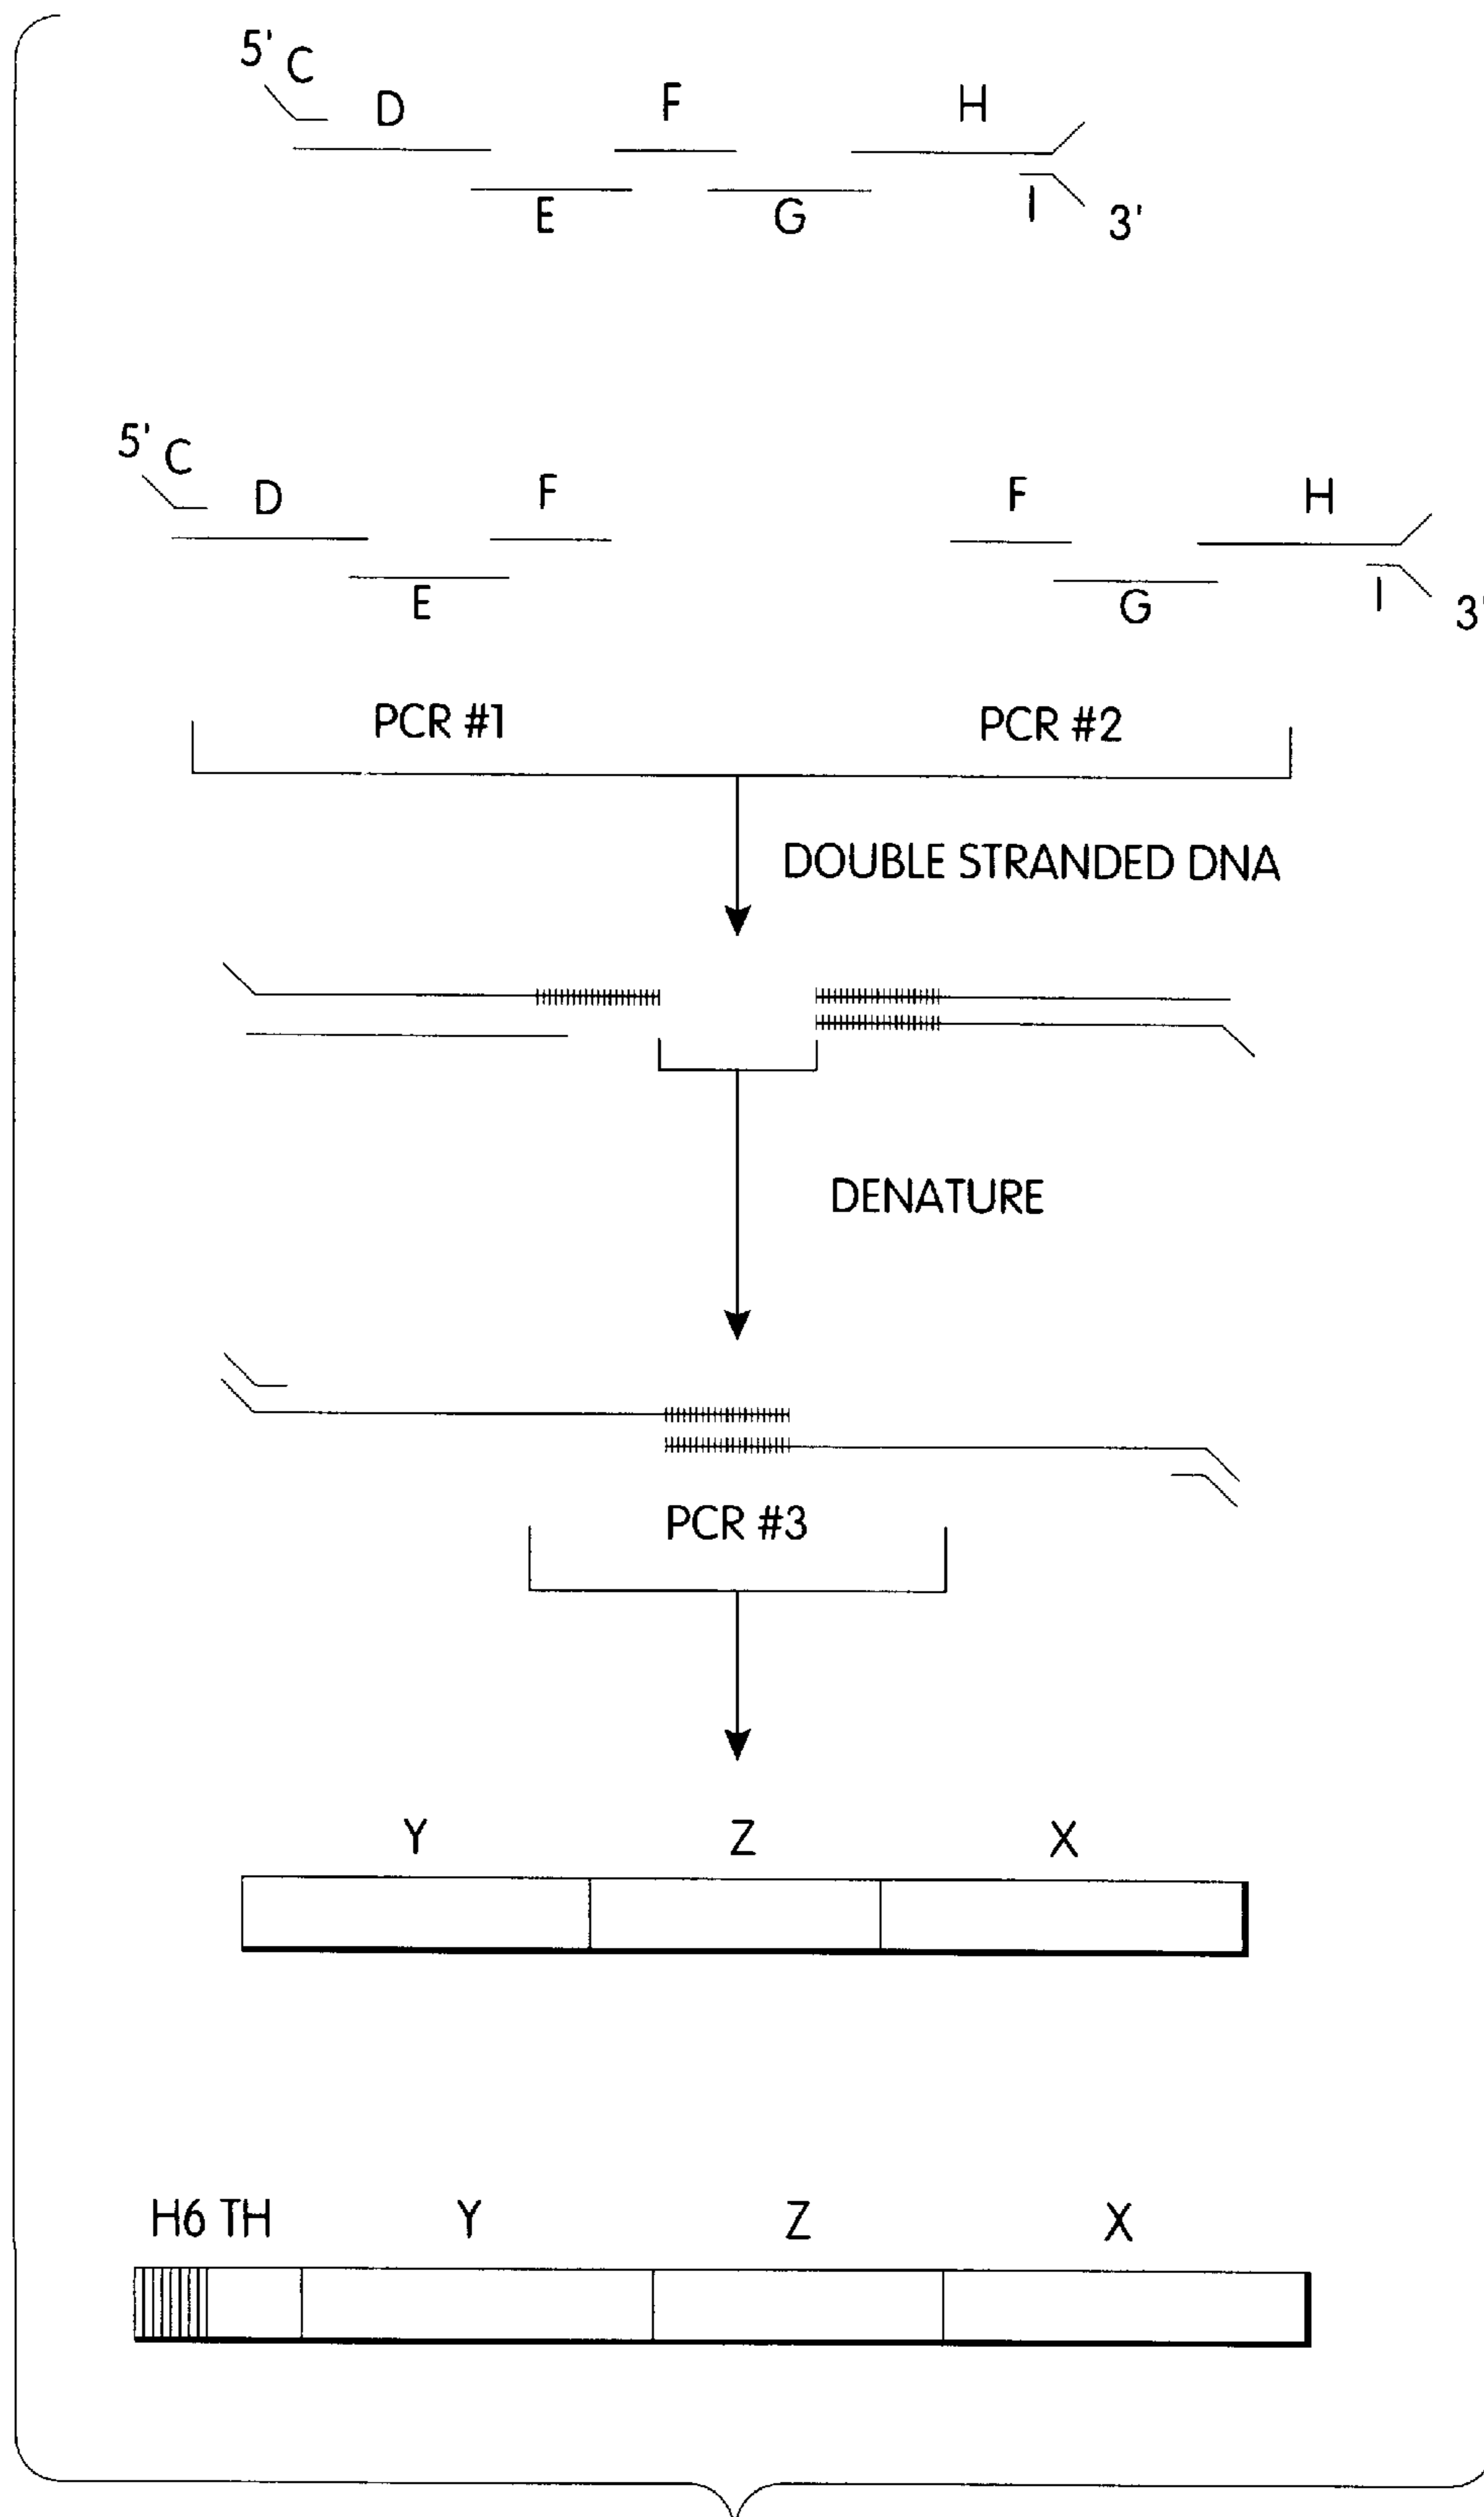 5' C
D F H
E G I 3'
5' C
D F F H
E G I 3'
PCR #1 PCR #2
DOUBLE STRANDED DNA
DENATURE
PCR #3
Y Z X
H6 TH Y Z X